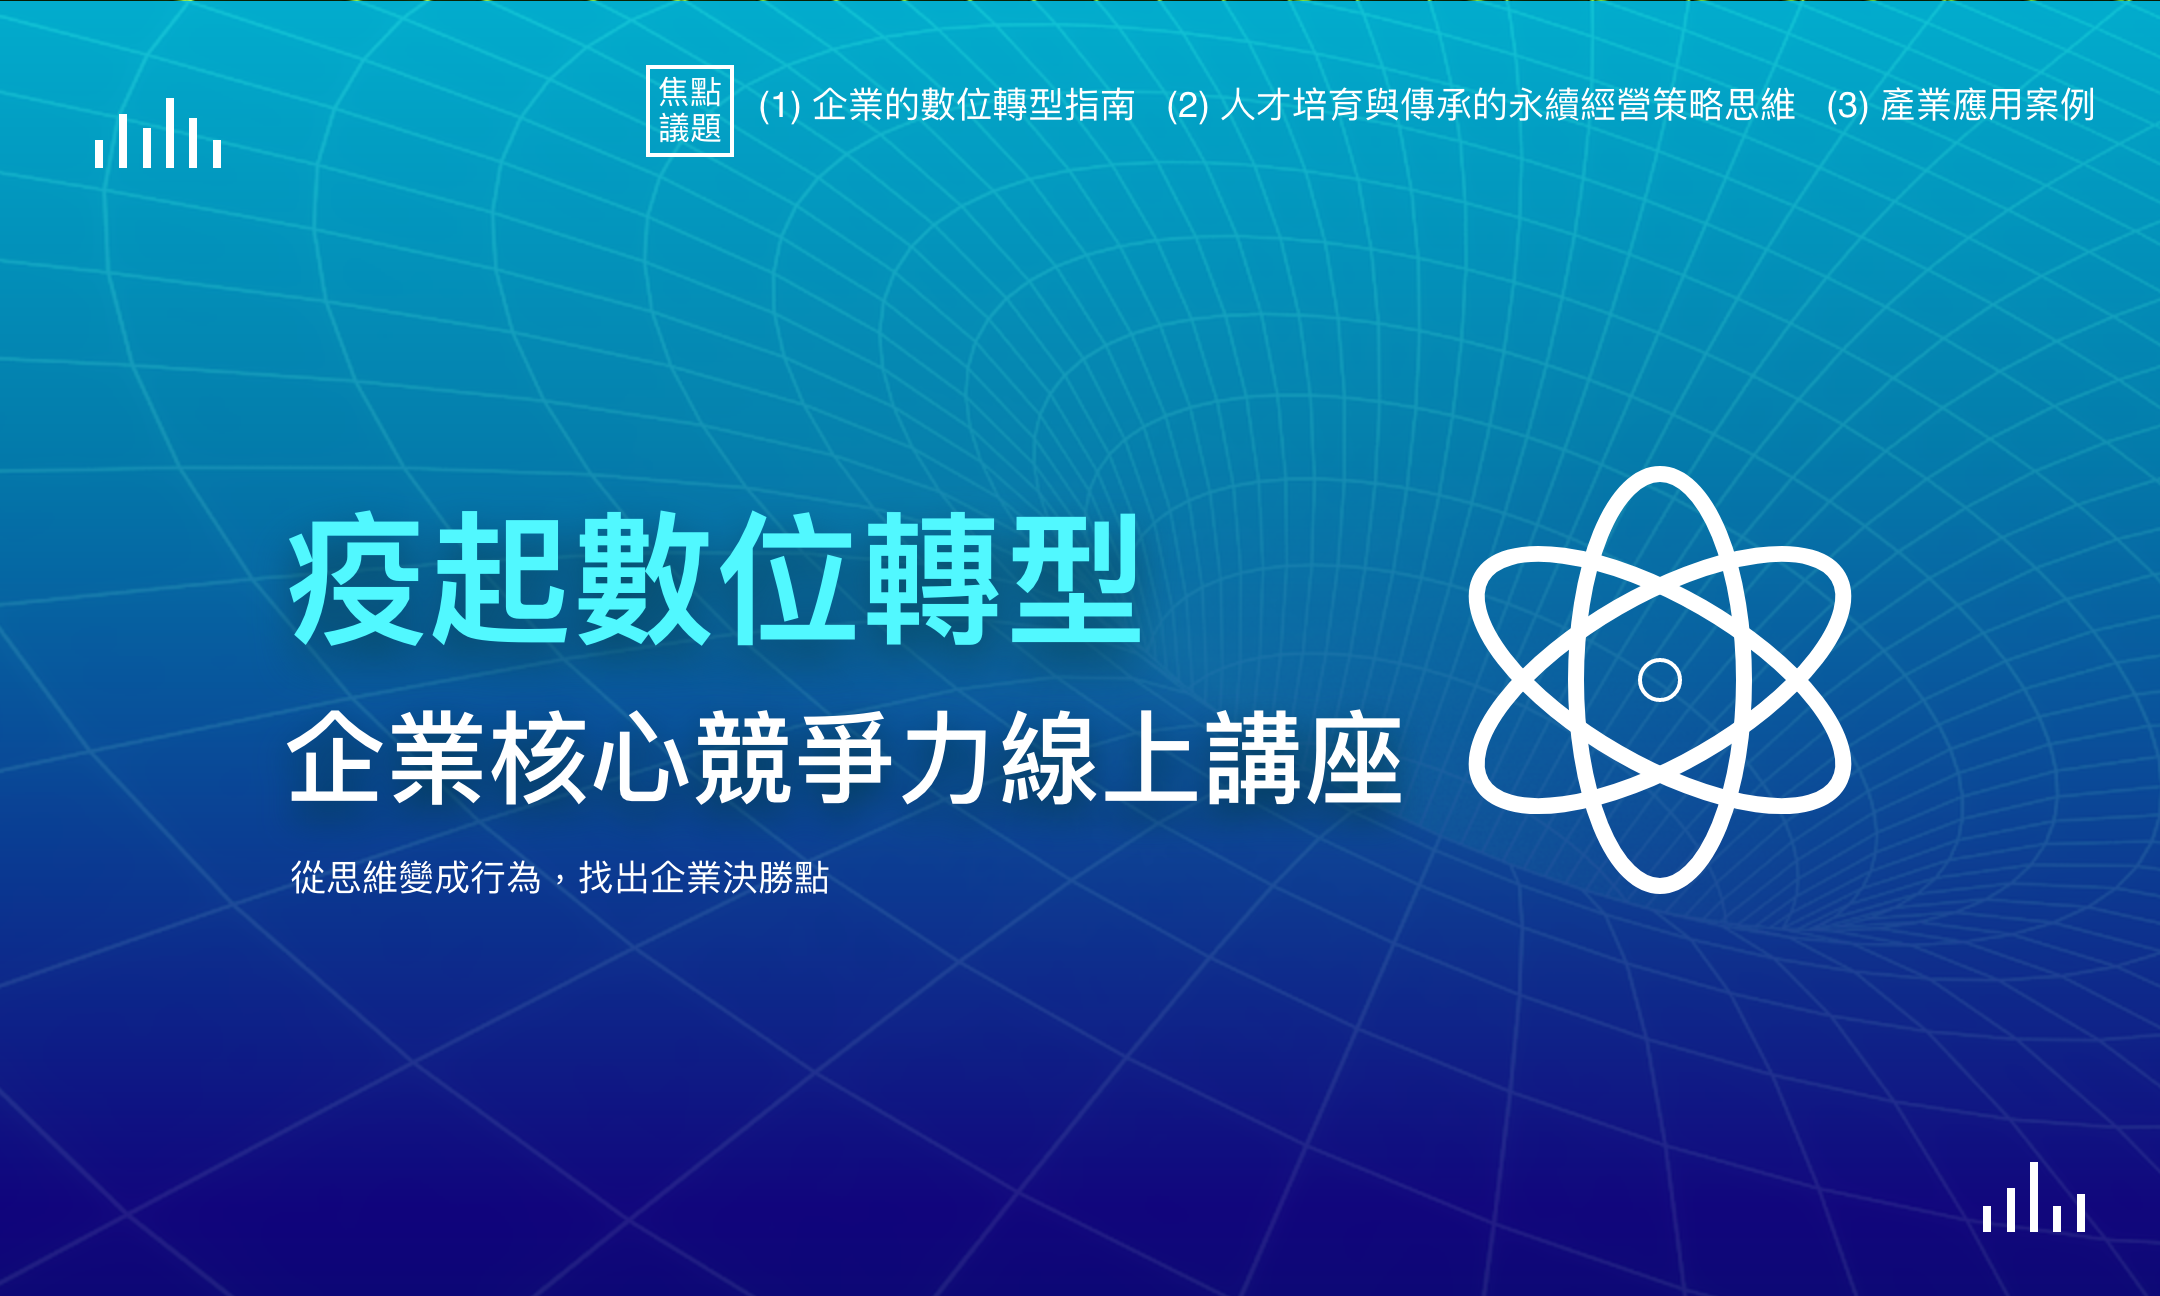 焦點
議題
(1) 企業的數位轉型指南 (2) 人才培育與傳承的永續經營策略思維 (3) 產業應用案例
疫起數位轉型
企業核心競爭力線上講座
從思維變成行為，找出企業決勝點